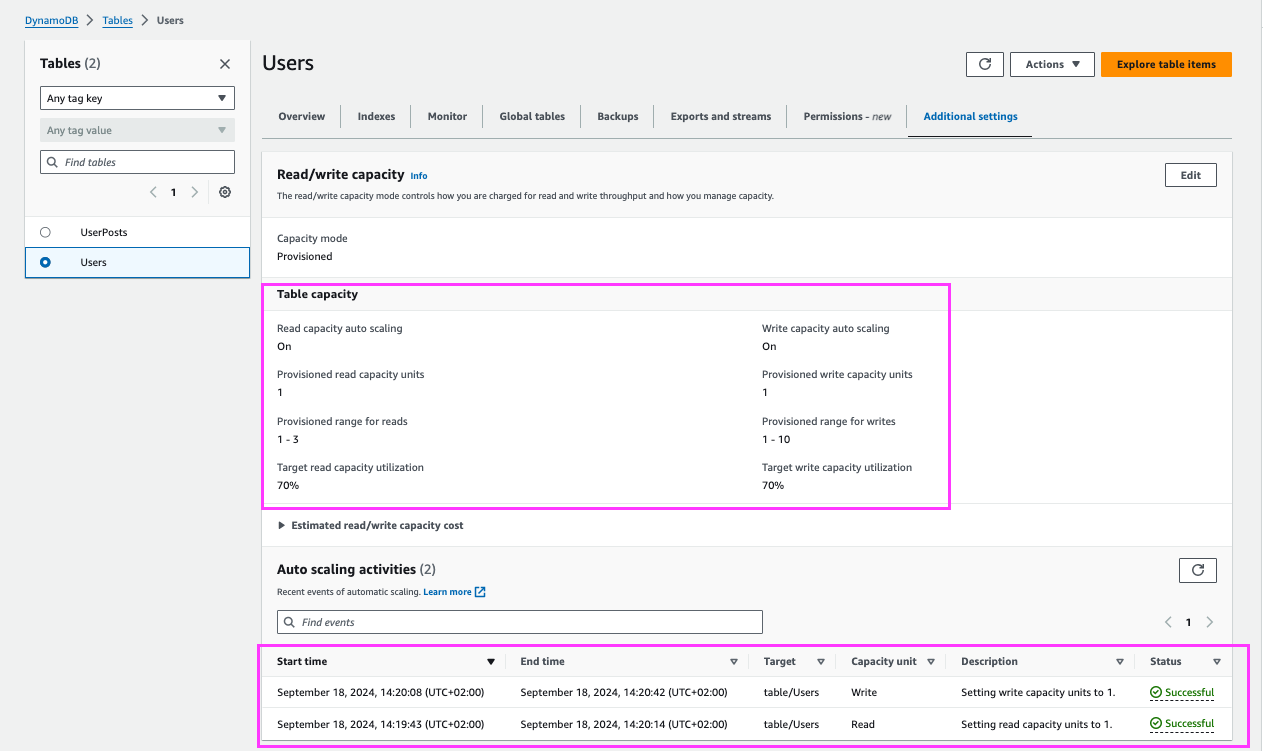 DynamoDB > Tables > Users
Tables (2)
Any tag key
Any tag value
Find tables
1
UserPosts
Users
Users
Actions
Explore table items
Overview
Indexes
Monitor
Global tables
Backups
Exports and streams
Permissions - new
Additional settings
Read/write capacity Info
Edit
The read/write capacity mode controls how you are charged for read and write throughput and how you manage capacity.
Capacity mode
Provisioned
Table capacity
Read capacity auto scaling
On
Provisioned read capacity units
1
Provisioned range for reads
1 - 3
Target read capacity utilization
70%
Write capacity auto scaling
On
Provisioned write capacity units
1
Provisioned range for writes
1 - 10
Target write capacity utilization
70%
Estimated read/write capacity cost
Auto scaling activities (2)
Recent events of automatic scaling. Learn more
Find events
1
Start time End time Target Capacity unit Description Status
September 18, 2024, 14:20:08 (UTC+02:00) September 18, 2024, 14:20:42 (UTC+02:00) table/Users Write Setting write capacity units to 1. Successful
September 18, 2024, 14:19:43 (UTC+02:00) September 18, 2024, 14:20:14 (UTC+02:00) table/Users Read Setting read capacity units to 1. Successful